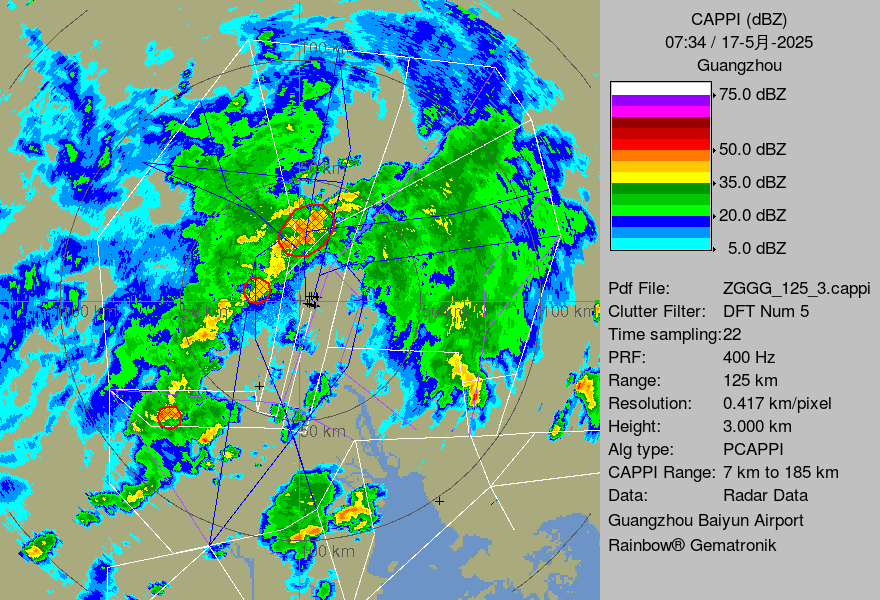 CAPPI (dBZ)
07:34 / 17-5月-2025
Guangzhou
75.0 dBZ
50.0 dBZ
35.0 dBZ
20.0 dBZ
5.0 dBZ
Pdf File: ZGGG_125_3.cappi
Clutter Filter: DFT Num 5
Time sampling:22
PRF: 400 Hz
Range: 125 km
Resolution: 0.417 km/pixel
Height: 3.000 km
Alg type: PCAPPI
CAPPI Range: 7 km to 185 km
Data: Radar Data
Guangzhou Baiyun Airport
Rainbow® Gematronik
100 km
50 km
100 km
50 km
50 km
100 km
50 km
100 km